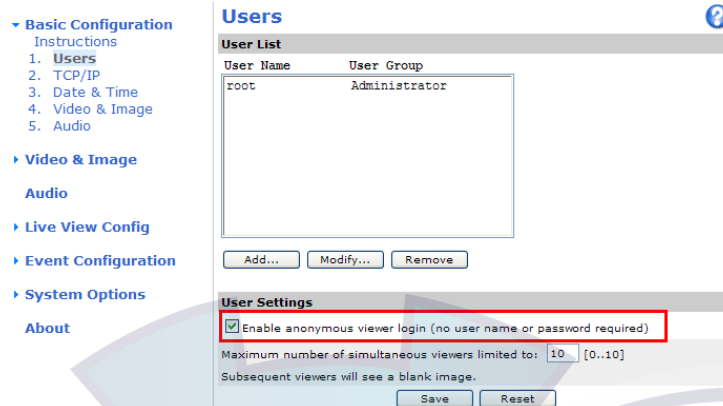 Basic Configuration
Instructions
1. Users
2. TCP/IP
3. Date & Time
4. Video & Image
5. Audio
Video & Image
Audio
Live View Config
Event Configuration
System Options
About
Users
?
User List
User Name User Group
root Administrator
Add... Modify... Remove
User Settings
Enable anonymous viewer login (no user name or password required)
Maximum number of simultaneous viewers limited to: 10 [0..10]
Subsequent viewers will see a blank image.
Save Reset